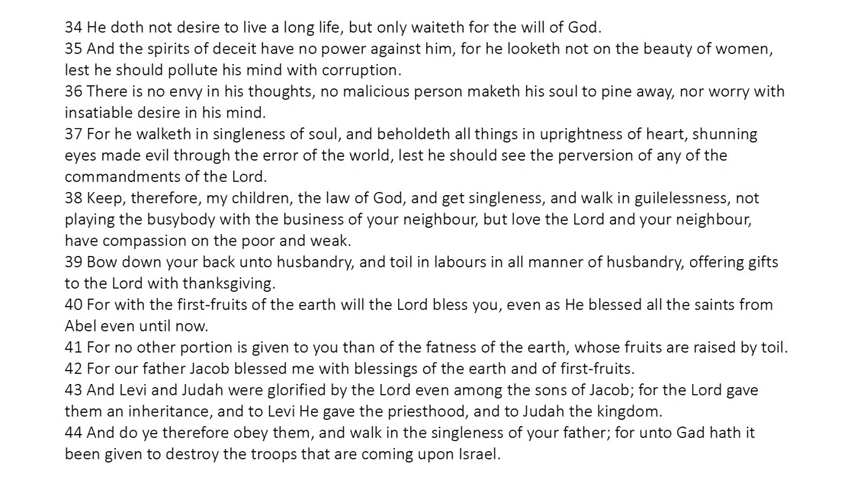 34 He doth not desire to live a long life, but only waiteth for the will of God.
35 And the spirits of deceit have no power against him, for he looketh not on the beauty of women,
lest he should pollute his mind with corruption.
36 There is no envy in his thoughts, no malicious person maketh his soul to pine away, nor worry with
insatiable desire in his mind.
37 For he walketh in singleness of soul, and beholdeth all things in uprightness of heart, shunning
eyes made evil through the error of the world, lest he should see the perversion of any of the
commandments of the Lord.
38 Keep, therefore, my children, the law of God, and get singleness, and walk in guilelessness, not
playing the busybody with the business of your neighbour, but love the Lord and your neighbour,
have compassion on the poor and weak.
39 Bow down your back unto husbandry, and toil in labours in all manner of husbandry, offering gifts
to the Lord with thanksgiving.
40 For with the first-fruits of the earth will the Lord bless you, even as He blessed all the saints from
Abel even until now.
41 For no other portion is given to you than of the fatness of the earth, whose fruits are raised by toil.
42 For our father Jacob blessed me with blessings of the earth and of first-fruits.
43 And Levi and Judah were glorified by the Lord even among the sons of Jacob; for the Lord gave
them an inheritance, and to Levi He gave the priesthood, and to Judah the kingdom.
44 And do ye therefore obey them, and walk in the singleness of your father; for unto Gad hath it
been given to destroy the troops that are coming upon Israel.